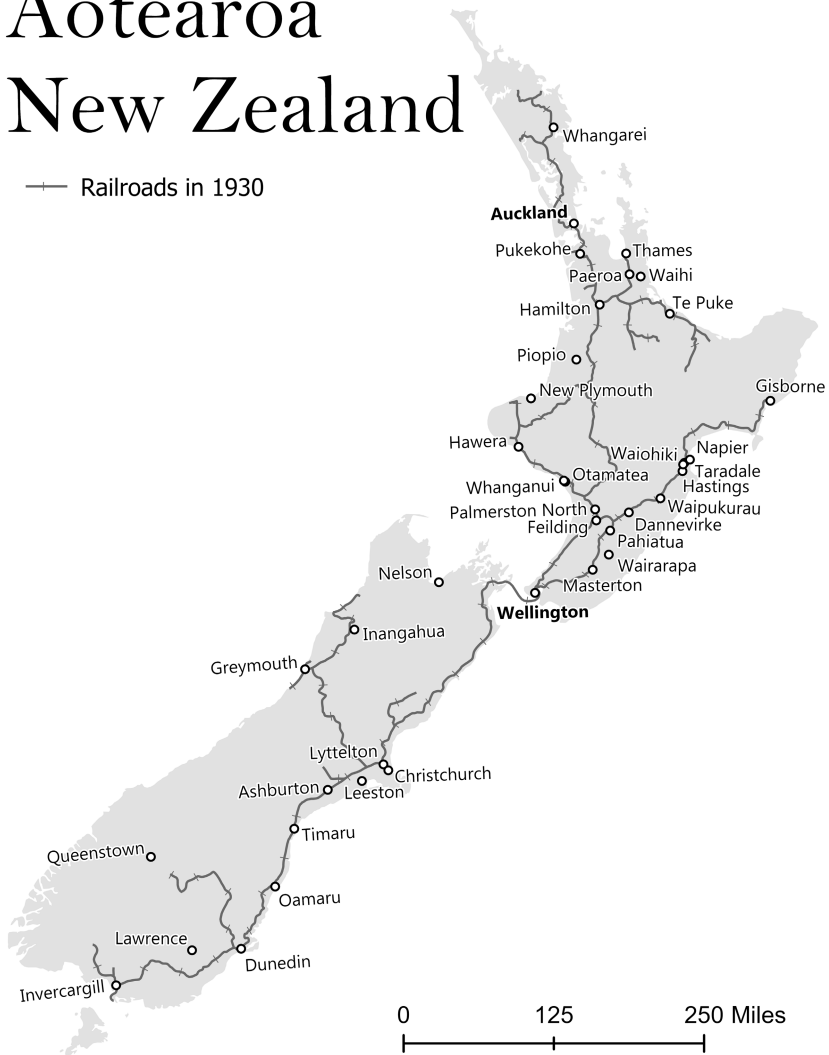 Aotearoa
New Zealand
Railroads in 1930
Whangarei
Auckland
Pukekohe
Thames
Paeroa
Waihi
Hamilton
Te Puke
Piopio
Gisborne
New Plymouth
Hawera
Waiohiki
Napier
Taradale
Otamatea
Whanganui
Hastings
Waipukurau
Palmerston North
Dannevirke
Feilding
Pahiatua
Wairarapa
Nelson
Masterton
Wellington
Inangahua
Greymouth
Lyttelton
Christchurch
Ashburton
Leeston
Timaru
Queenstown
Oamaru
Lawrence
Dunedin
Invercargill
0 125 250 Miles